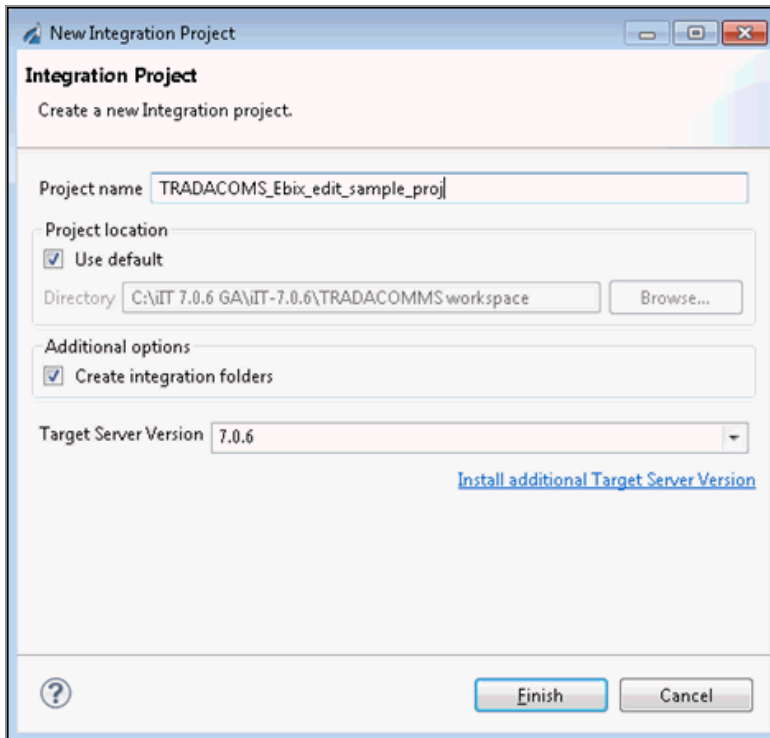 New Integration Project
Integration Project
Create a new Integration project.
Project name TRADACOMS_Ebix_edit_sample_proj
Project location
Use default
Directory C:\iIT 7.0.6 GA\iIT-7.0.6\TRADACOMMS workspace Browse...
Additional options
Create integration folders
Target Server Version 7.0.6
Install additional Target Server Version
? Finish Cancel